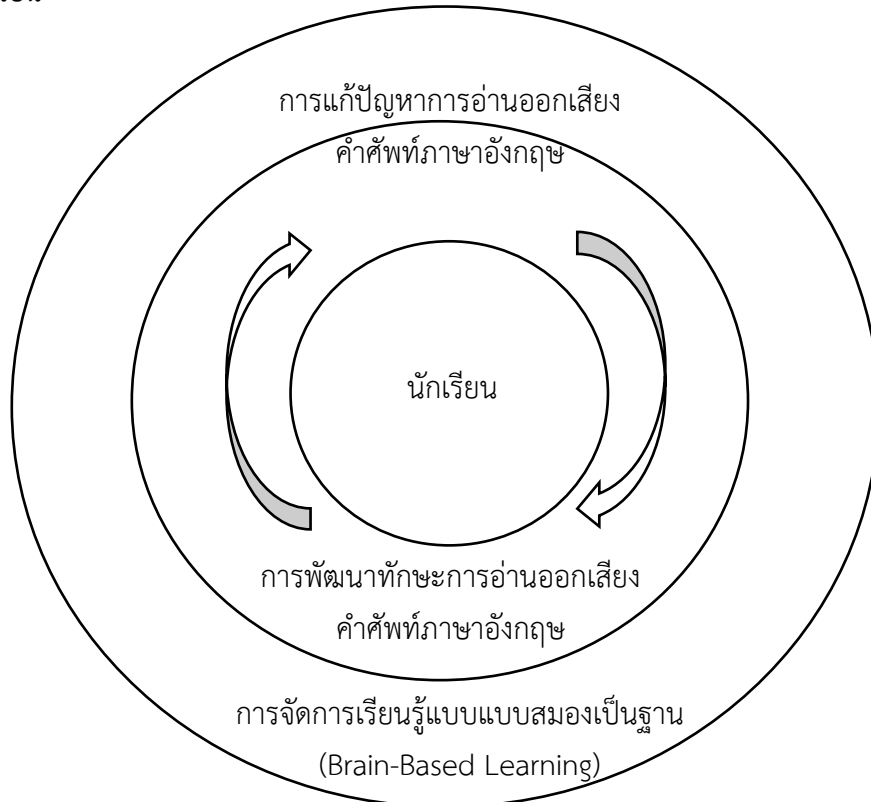 การแก้ปัญหาการอ่านออกเสียง
คำศัพท์ภาษาอังกฤษ
นักเรียน
การพัฒนาทักษะการอ่านออกเสียง
คำศัพท์ภาษาอังกฤษ
การจัดการเรียนรู้แบบแบบสมองเป็นฐาน
(Brain-Based Learning)